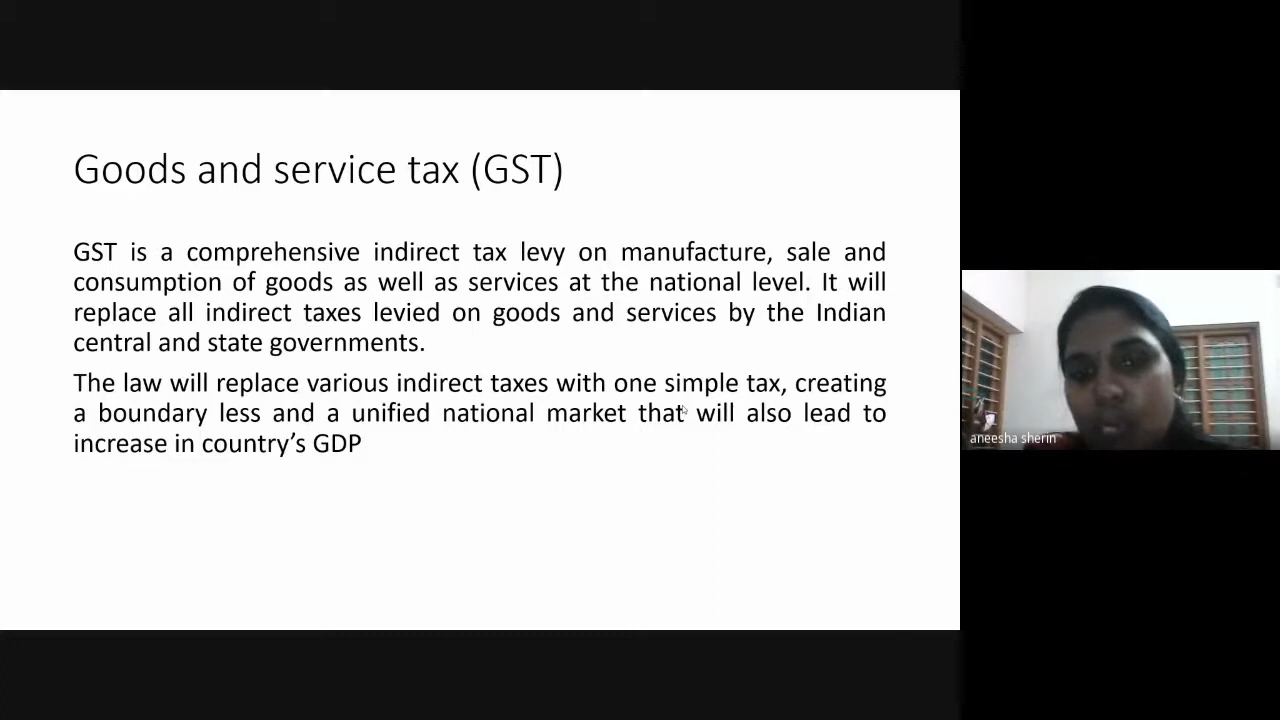 Goods and service tax (GST)
GST is a comprehensive indirect tax levy on manufacture, sale and
consumption of goods as well as services at the national level. It will
replace all indirect taxes levied on goods and services by the Indian
central and state governments.
The law will replace various indirect taxes with one simple tax, creating
a boundary less and a unified national market that will also lead to
increase in country’s GDP
aneesha sherin